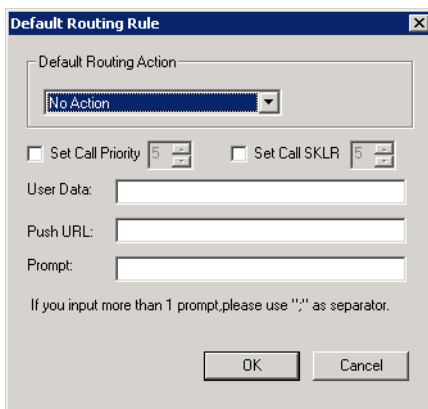 Default Routing Rule
Default Routing Action
No Action
Set Call Priority 5 Set Call SKLR 5
User Data:
Push URL:
Prompt:
If you input more than 1 prompt,please use ";" as separator.
OK Cancel